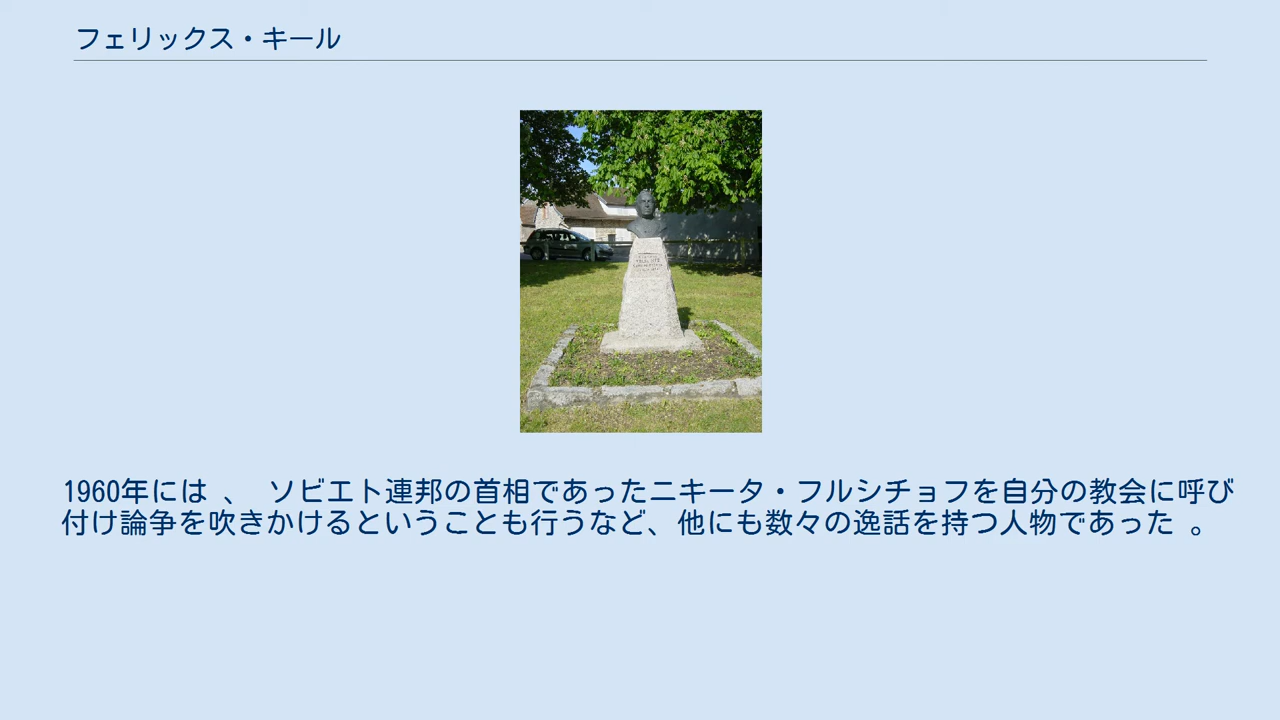 フェリックス・キール
1960年には 、 ソビエト連邦の首相であったニキータ・フルシチョフを自分の教会に呼び
付け論争を吹きかけるということも行うなど、他にも数々の逸話を持つ人物であった 。